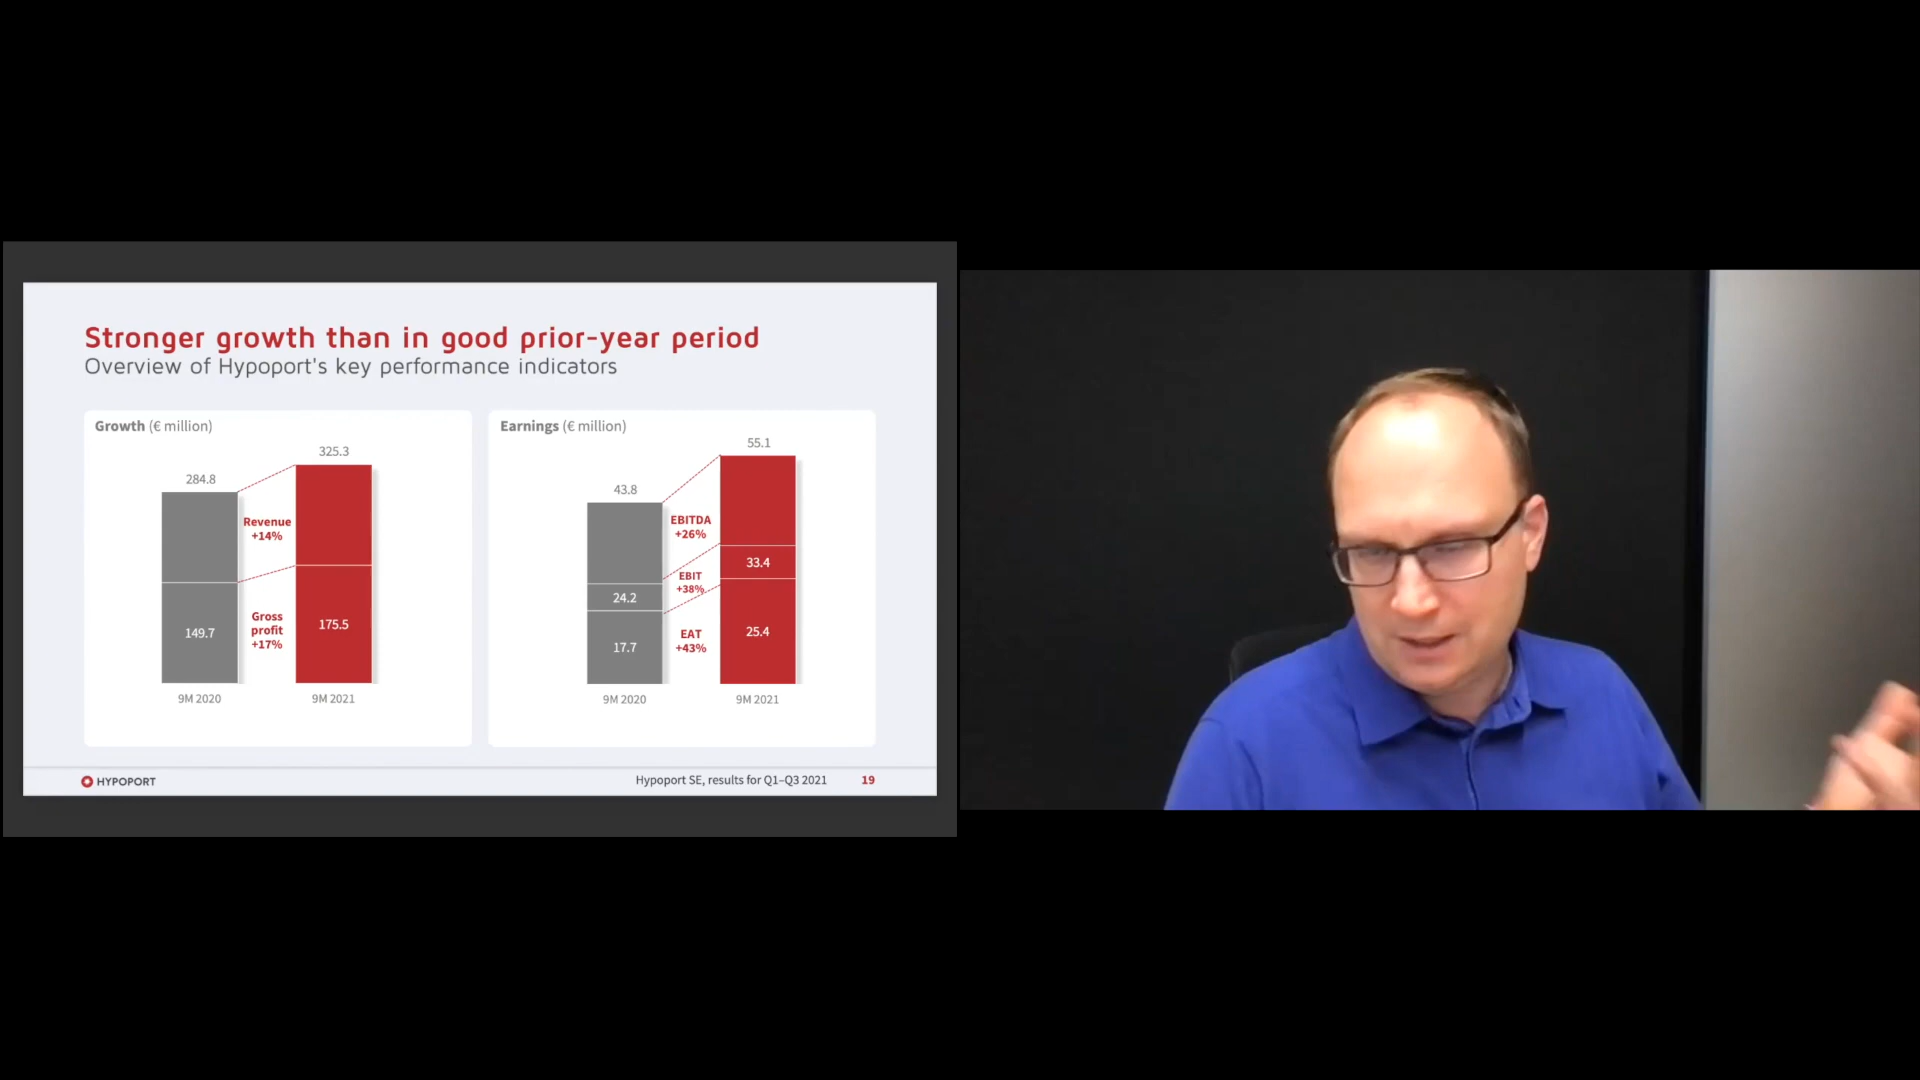 Stronger growth than in good prior-year period
Overview of Hypoport's key performance indicators
Growth (€ million)
325.3
284.8
Revenue
+14%
Gross
profit
+17%
149.7
175.5
9M 2020
9M 2021
Earnings (€ million)
55.1
43.8
EBITDA
+26%
33.4
EBIT
+38%
24.2
EAT
+43%
25.4
17.7
9M 2020
9M 2021
HYPOPORT
Hypoport SE, results for Q1–Q3 2021
19